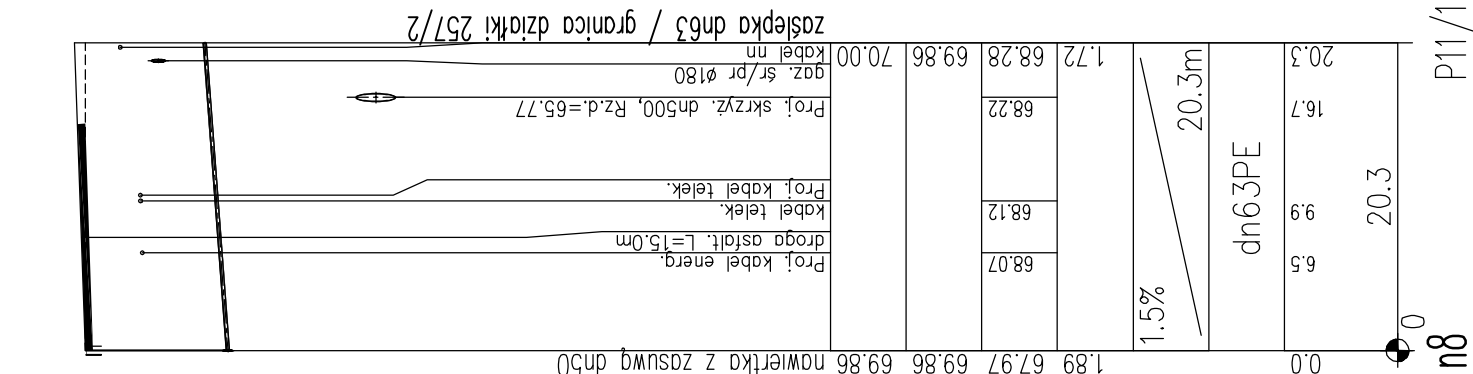 zaślepka dn63 / granica działki 257/2
kabel nn
70.00
69.86
68.28
1.72
20.3
gaz. śr/pr ø180
Proj. skrzyż. dn500, Rz.d.=65.77
68.22
16.7
Proj. kabel telek.
kabel telek.
68.12
9.9
droga asfalt. L=15.0m
Proj. kabel energ.
68.07
6.5
nawiertka z zasuwą dn50
69.86
69.86
67.97
1.89
0.0
1.5%
20.3m
dn63PE
20.3
0
n8
P11/1